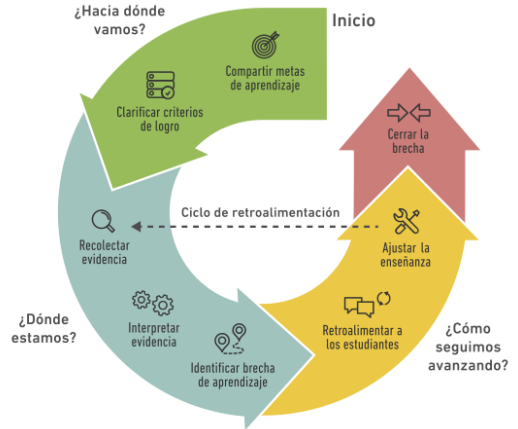 ¿Hacia dónde
vamos?
Inicio
Compartir metas
de aprendizaje
Clarificar criterios
de logro
Cerrar la
brecha
Ciclo de retroalimentación
Recolectar
evidencia
Ajustar la
enseñanza
Interpretar
evidencia
Identificar brecha
de aprendizaje
Retroalimentar a
los estudiantes
¿Dónde
estamos?
¿Cómo
seguimos
avanzando?